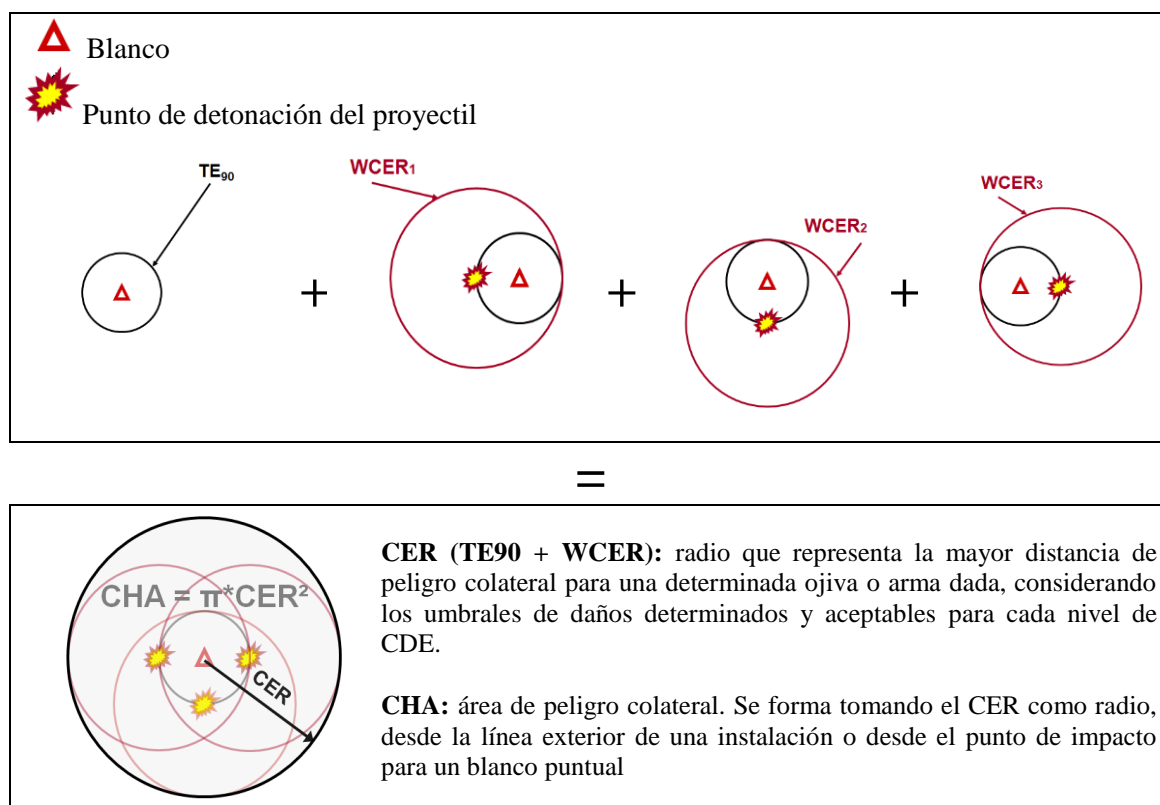 Blanco
Punto de detonación del proyectil
TE₉₀
WCER₁
WCER₂
WCER₃
+ + +
=
CHA = π*CER²
CER
CER (TE90 + WCER): radio que representa la mayor distancia de
peligro colateral para una determinada ojiva o arma dada, considerando
los umbrales de daños determinados y aceptables para cada nivel de
CDE.
CHA: área de peligro colateral. Se forma tomando el CER como radio,
desde la línea exterior de una instalación o desde el punto de impacto
para un blanco puntual